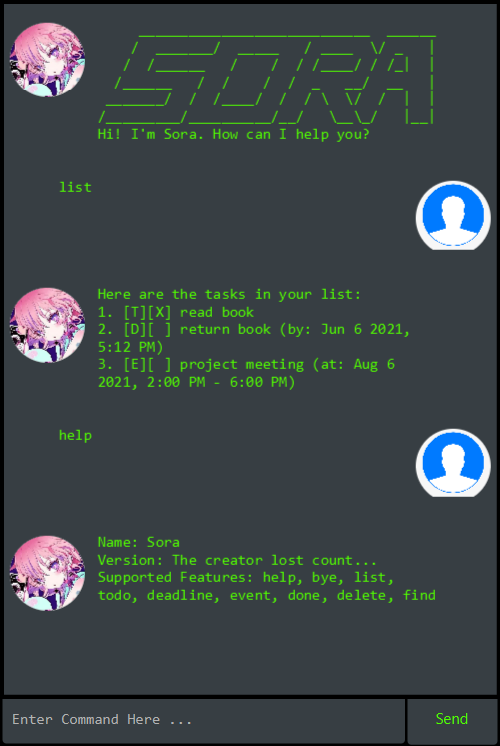 SORA
Hi! I'm Sora. How can I help you?
list
Here are the tasks in your list:
1. [T][X] read book
2. [D][ ] return book (by: Jun 6 2021,
5:12 PM)
3. [E][ ] project meeting (at: Aug 6
2021, 2:00 PM - 6:00 PM)
help
Name: Sora
Version: The creator lost count...
Supported Features: help, bye, list,
todo, deadline, event, done, delete, find
Enter Command Here ...
Send